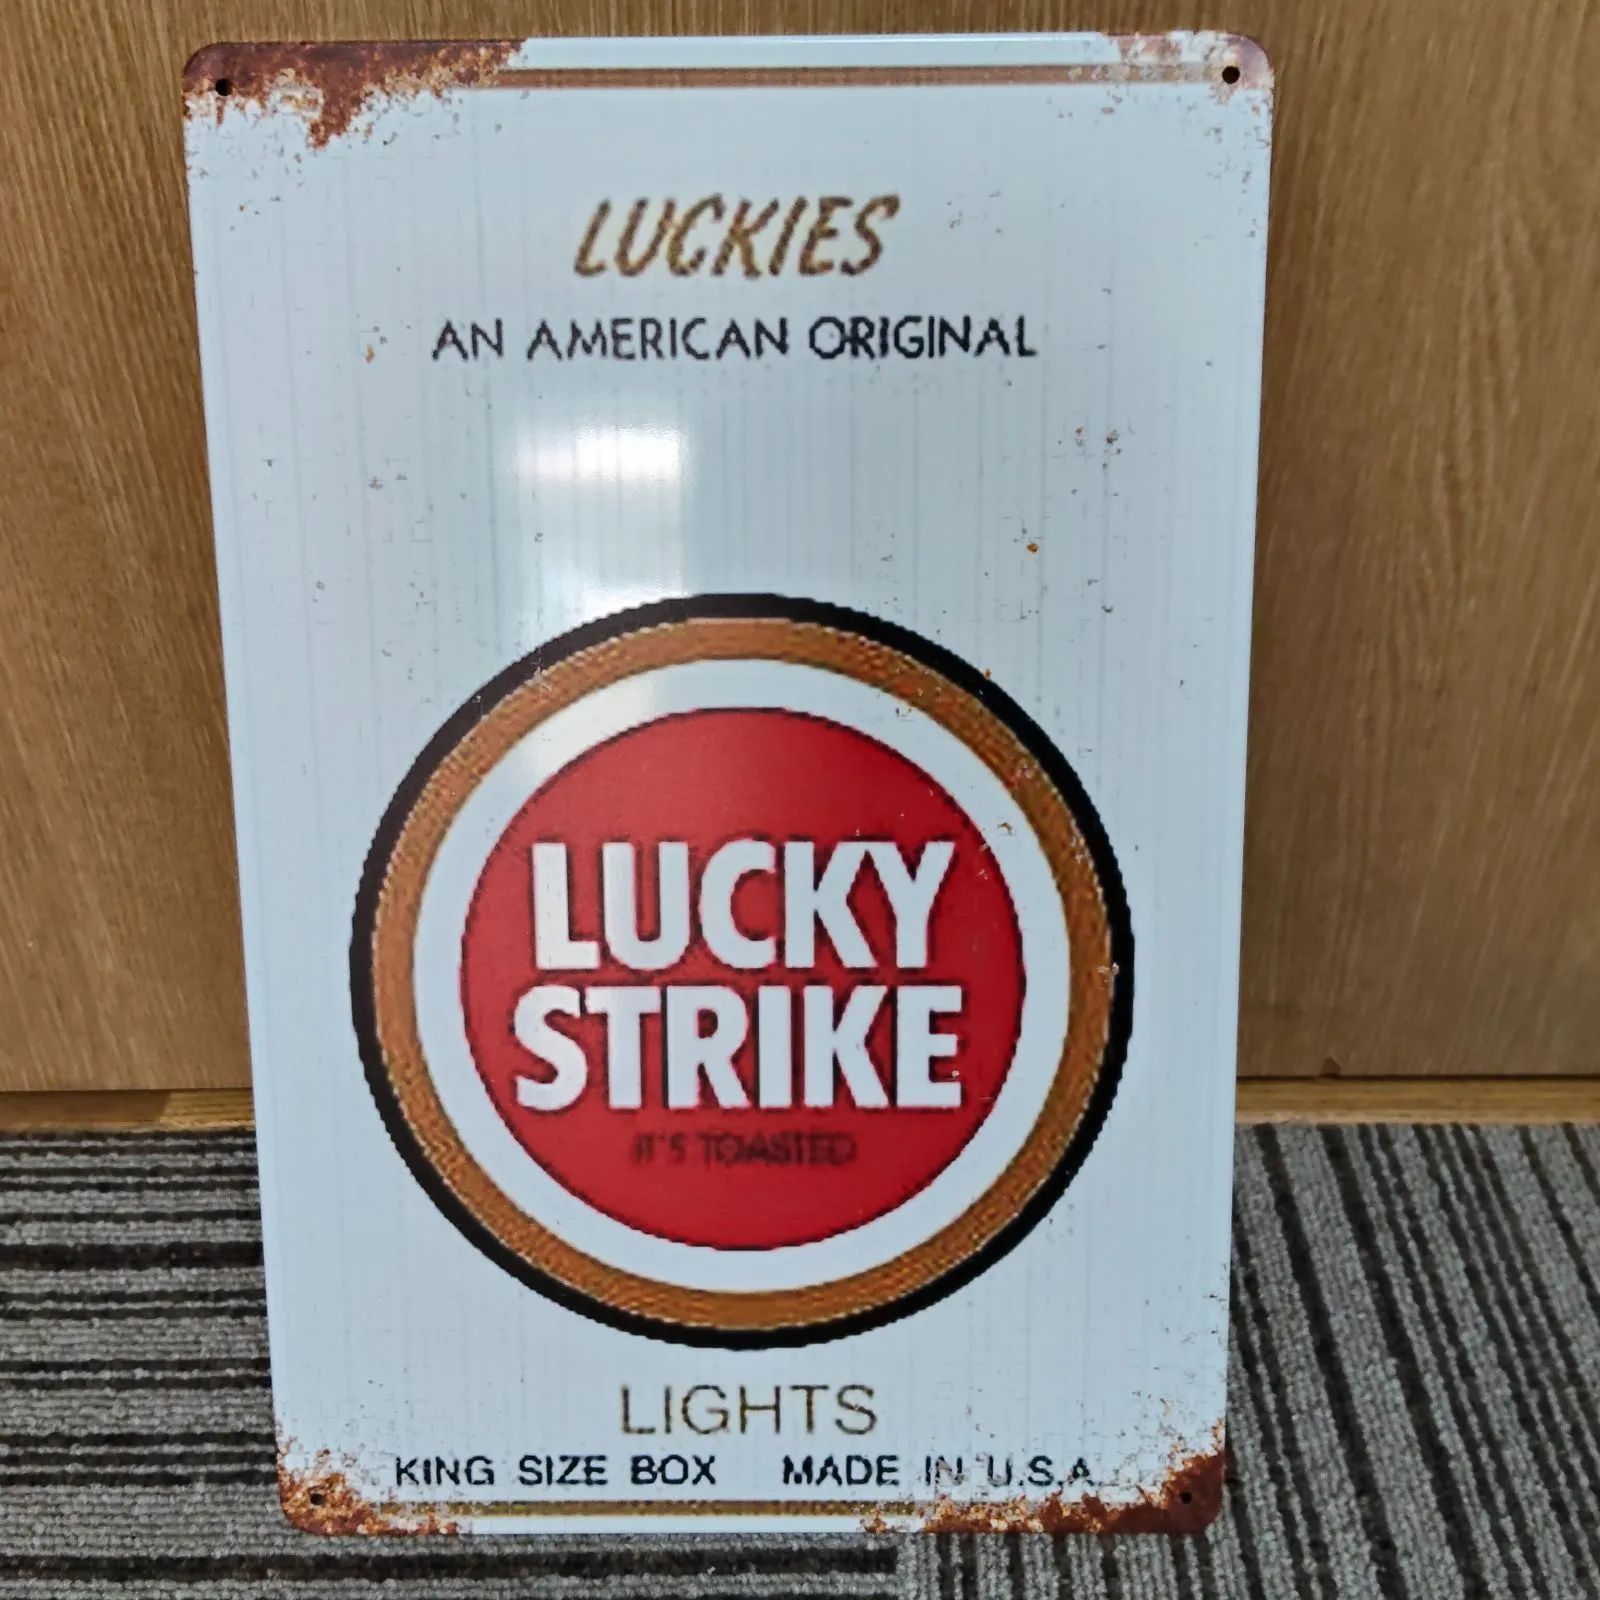 LUCKIES
AN AMERICAN ORIGINAL
LUCKY
STRIKE
IT'S TOASTED
LIGHTS
KING SIZE BOX MADE IN U.S.A.